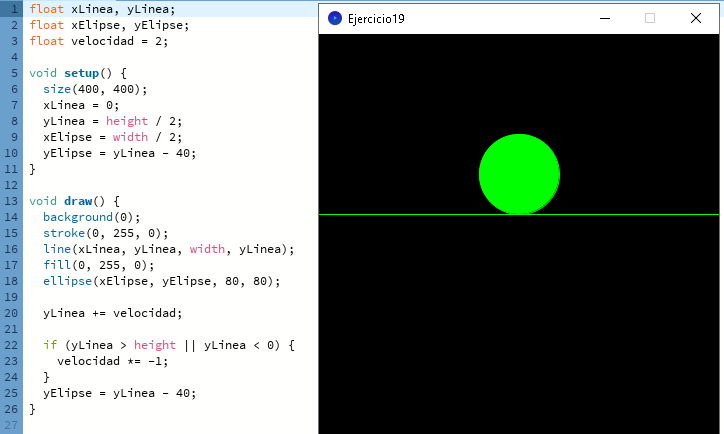 1 float xLinea, yLinea;
2 float xElipse, yElipse;
3 float velocidad = 2;
4
5 void setup() {
6   size(400, 400);
7   xLinea = 0;
8   yLinea = height / 2;
9   xElipse = width / 2;
10   yElipse = yLinea - 40;
11 }
12
13 void draw() {
14   background(0);
15   stroke(0, 255, 0);
16   line(xLinea, yLinea, width, yLinea);
17   fill(0, 255, 0);
18   ellipse(xElipse, yElipse, 80, 80);
19
20   yLinea += velocidad;
21
22   if (yLinea > height || yLinea < 0) {
23     velocidad *= -1;
24   }
25   yElipse = yLinea - 40;
26 }
27
Ejercicio19